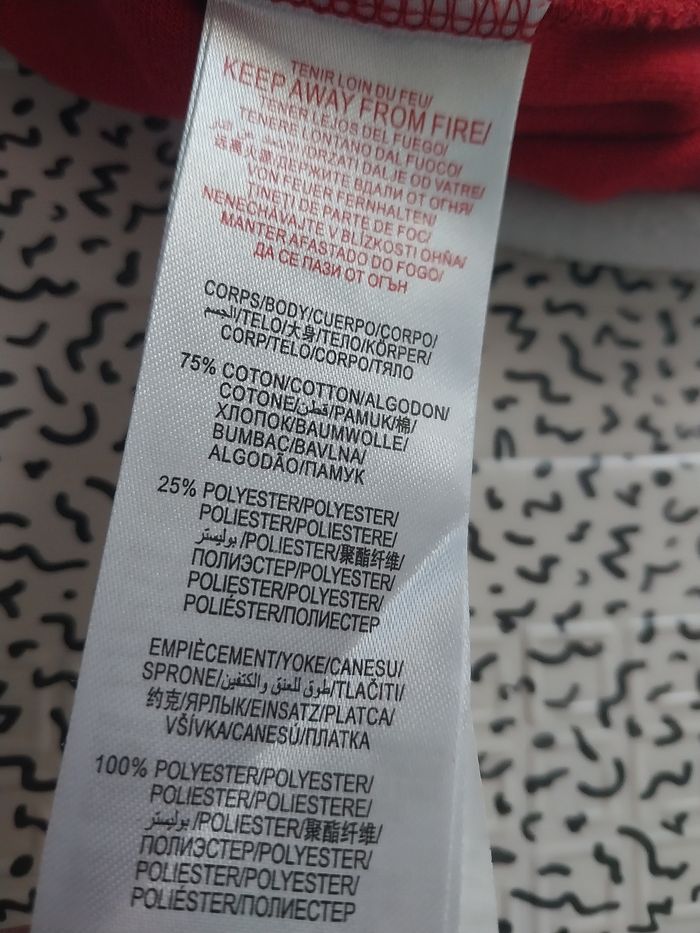 TENIR LOIN DU FEU/
KEEP AWAY FROM FIRE/
TENER LEJOS DEL FUEGO/
TENERE LONTANO DAL FUOCO/
/DRZATI DALJE OD VATRE/
远离火源/ДЕРЖИТЕ ВДАЛИ ОТ ОГНЯ/
VON FEUER FERNHALTEN/
TINETI DE PARTE DE FOC/
NENECHÁVAJTE V BLÍZKOSTI OHŇA/
MANTER AFASTADO DO FOGO/
ДА СЕ ПАЗИ ОТ ОГЪН
CORPS/BODY/CUERPO/CORPO/
الجسم/TELO/大身/ТЕЛО/KÖRPER/
CORP/TELO/CORPO/ТЯЛО
75% COTON/COTTON/ALGODON/
COTONE/قطن/PAMUK/棉/
ХЛОПОК/BAUMWOLLE/
BUMBAC/BAVLNA/
ALGODÃO/ПАМУК
25% POLYESTER/POLYESTER/
POLIESTER/POLIESTERE/
بوليستر/POLIESTER/聚酯纤维/
ПОЛИЭСТЕР/POLYESTER/
POLIESTER/POLYESTER/
POLIÉSTER/ПОЛИЕСТЕР
EMPIÈCEMENT/YOKE/CANESU/
SPRONE/طوق للعنق والكتفين/TLAČITI/
约克/ЯРЛЫК/EINSATZ/PLATCA/
VŠÍVKA/CANESU/ПЛАТКА
100% POLYESTER/POLYESTER/
POLIESTER/POLIESTERE/
بوليستر/POLIESTER/聚酯纤维/
ПОЛИЭСТЕР/POLYESTER/
POLIESTER/POLYESTER/
POLIÉSTER/ПОЛИЕСТЕР